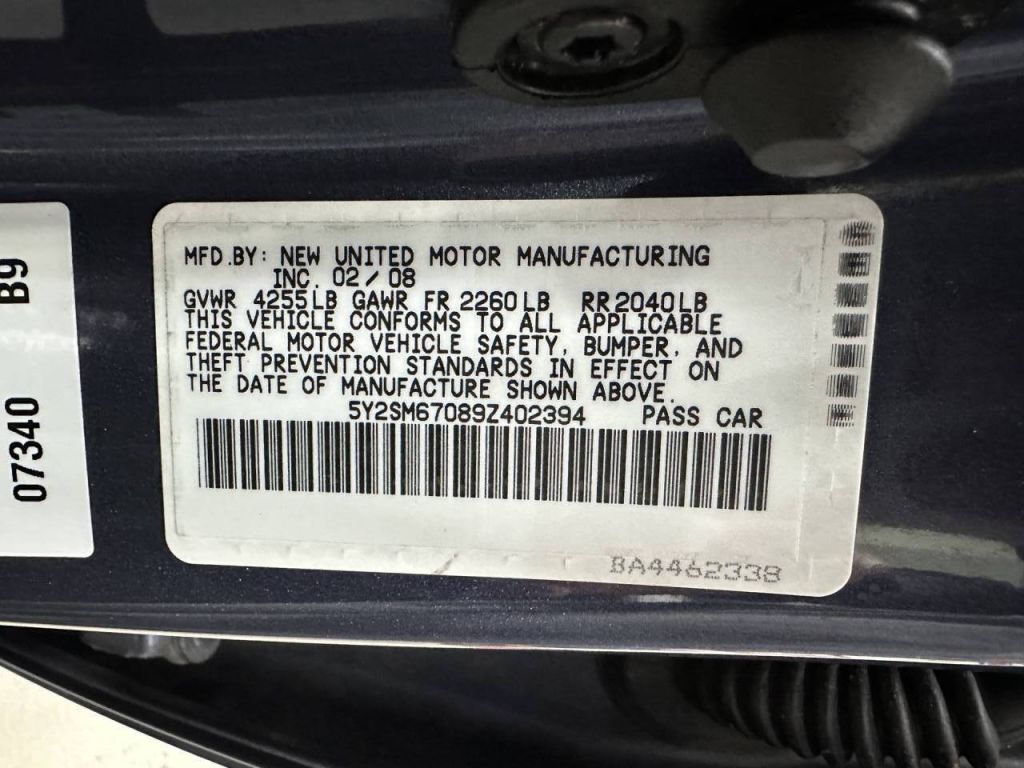 MFD.BY: NEW UNITED MOTOR MANUFACTURING
INC. 02/08
GVWR 4255LB GAWR FR 2260LB RR 2040LB
THIS VEHICLE CONFORMS TO ALL APPLICABLE
FEDERAL MOTOR VEHICLE SAFETY, BUMPER, AND
THEFT PREVENTION STANDARDS IN EFFECT ON
THE DATE OF MANUFACTURE SHOWN ABOVE.
5Y2SM67089Z402394 PASS CAR
BA4462338
07340 B9